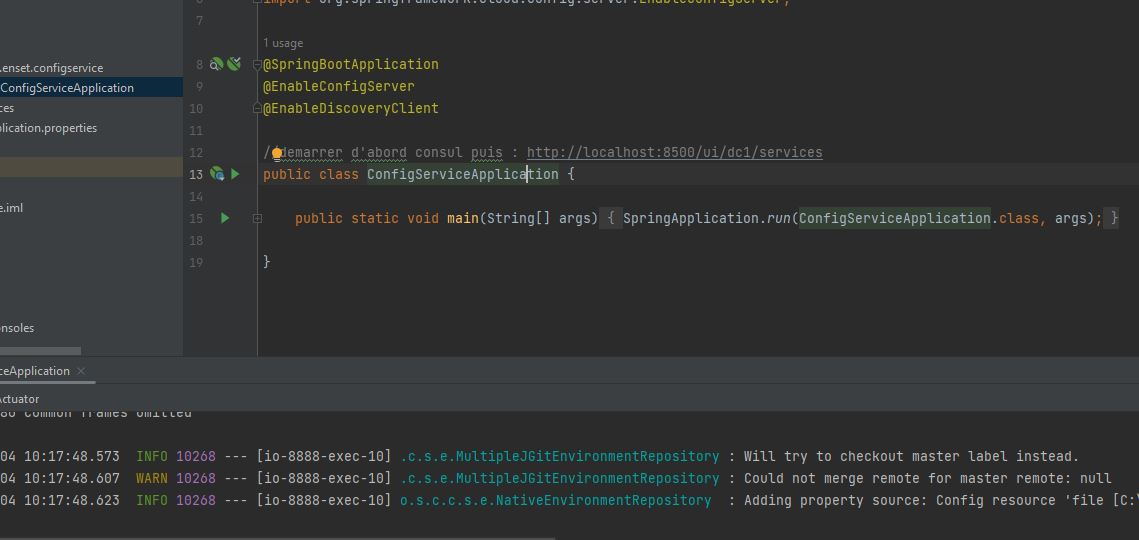 import org.springframework.cloud.config.server.EnableConfigServer;
7
1 usage
8 @SpringBootApplication
.enset.configservice
9 @EnableConfigServer
ConfigServiceApplication
10 @EnableDiscoveryClient
ces
11
lication.properties
12 demarrer d'abord consul puis : http://localhost:8500/ui/dc1/services
13 public class ConfigServiceApplication {
14
e.iml
15 public static void main(String[] args) { SpringApplication.run(ConfigServiceApplication.class, args); }
18
19 }
onsoles
ceApplication
Actuator
common frames omitted
04 10:17:48.573 INFO 10268 --- [io-8888-exec-10] .c.s.e.MultipleJGitEnvironmentRepository : Will try to checkout master label instead.
04 10:17:48.607 WARN 10268 --- [io-8888-exec-10] .c.s.e.MultipleJGitEnvironmentRepository : Could not merge remote for master remote: null
04 10:17:48.623 INFO 10268 --- [io-8888-exec-10] o.s.c.c.s.e.NativeEnvironmentRepository : Adding property source: Config resource 'file [C:\